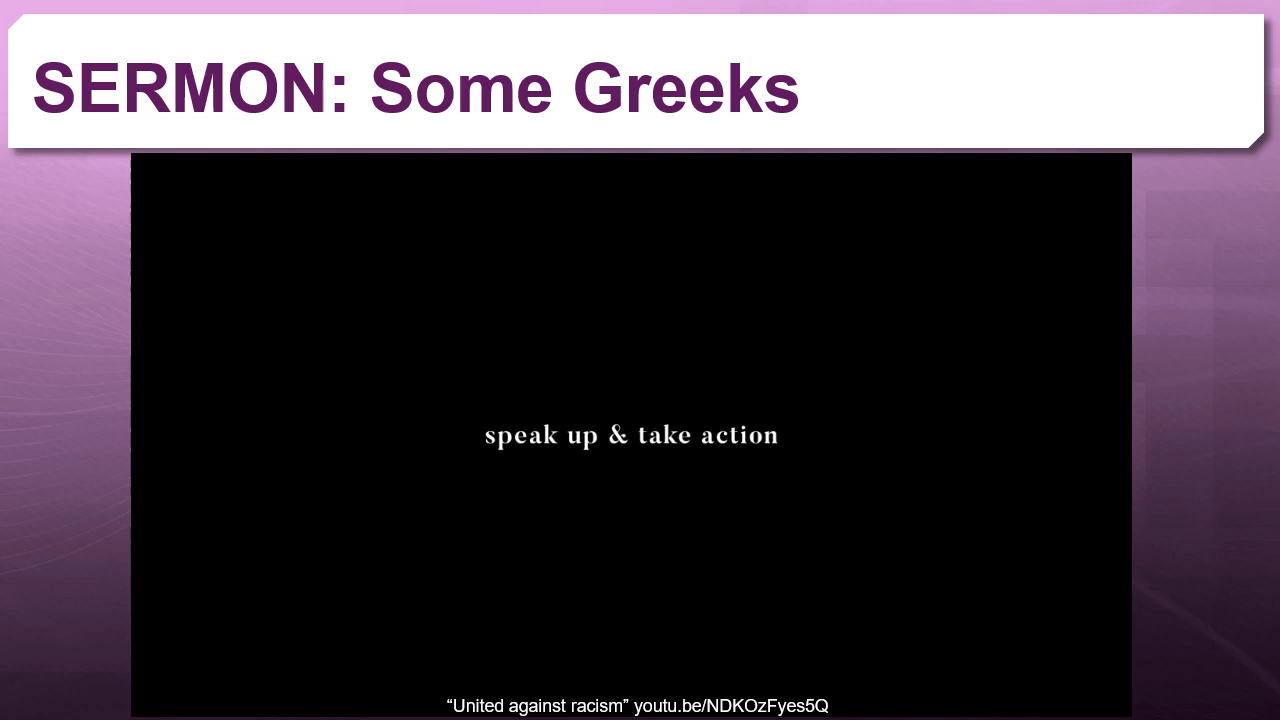 SERMON: Some Greeks
speak up & take action
“United against racism” youtu.be/NDKOzFyes5Q